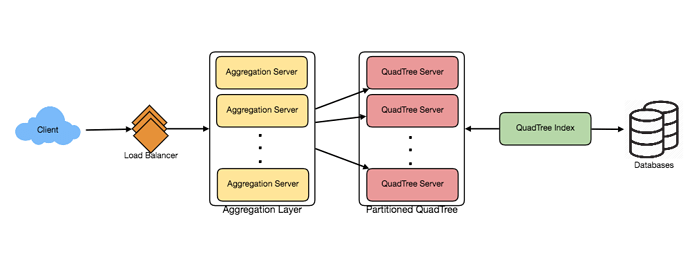 Client
Load Balancer
Aggregation Server
Aggregation Server
Aggregation Server
Aggregation Layer
QuadTree Server
QuadTree Server
QuadTree Server
Partitioned QuadTree
QuadTree Index
Databases